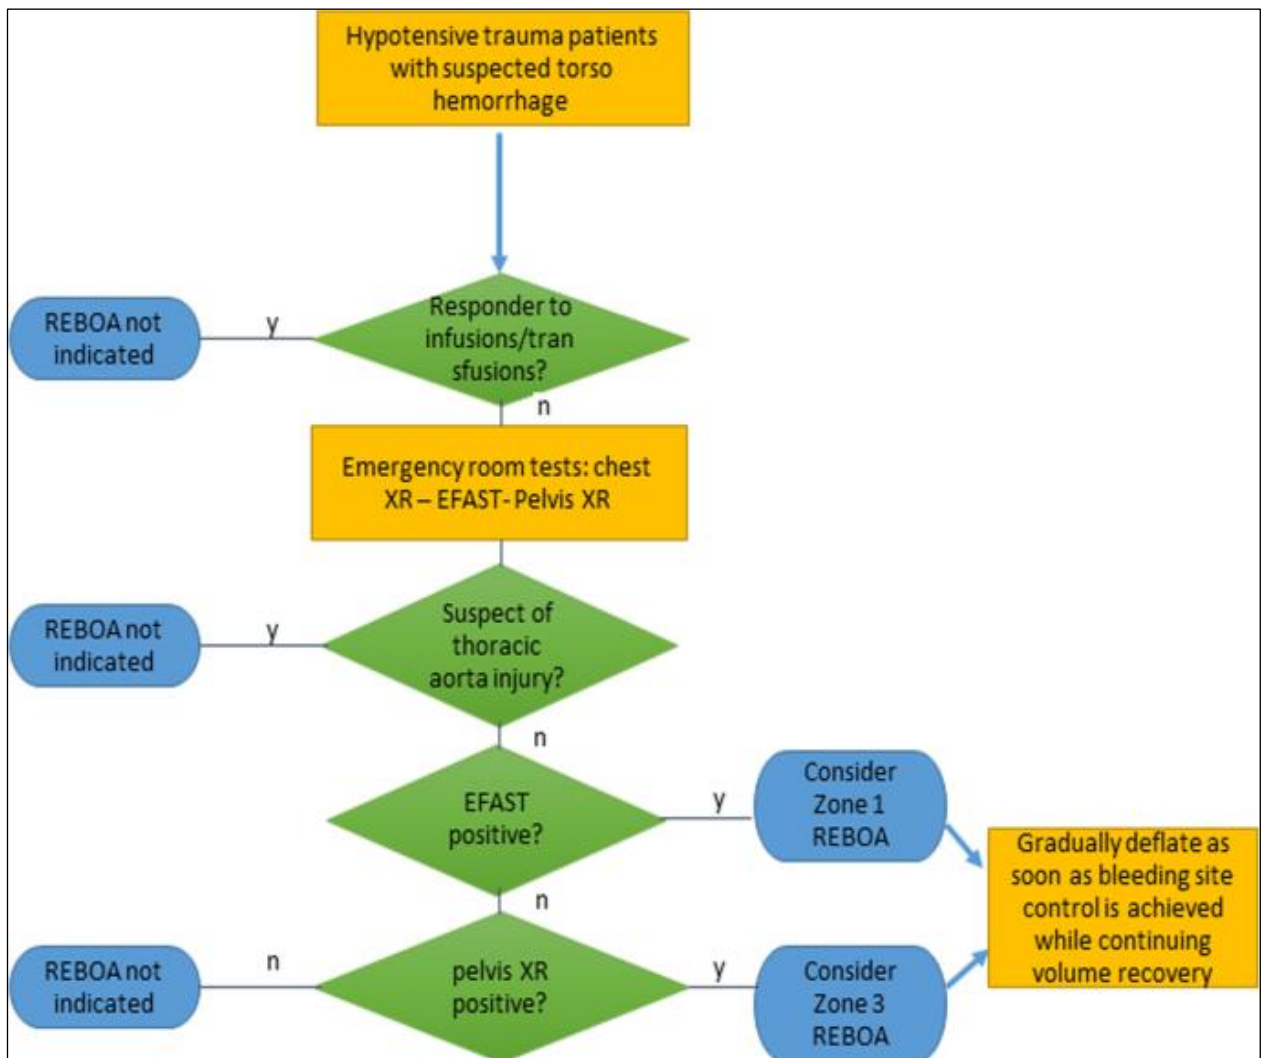 Hypotensive trauma patients
with suspected torso
hemorrhage
REBOA not
indicated
y
Responder to
infusions/tran
sfusions?
n
Emergency room tests: chest
XR – EFAST- Pelvis XR
REBOA not
indicated
y
Suspect of
thoracic
aorta injury?
n
EFAST
positive?
y
Consider
Zone 1
REBOA
n
Gradually deflate as
soon as bleeding site
control is achieved
while continuing
volume recovery
REBOA not
indicated
n
pelvis XR
positive?
y
Consider
Zone 3
REBOA